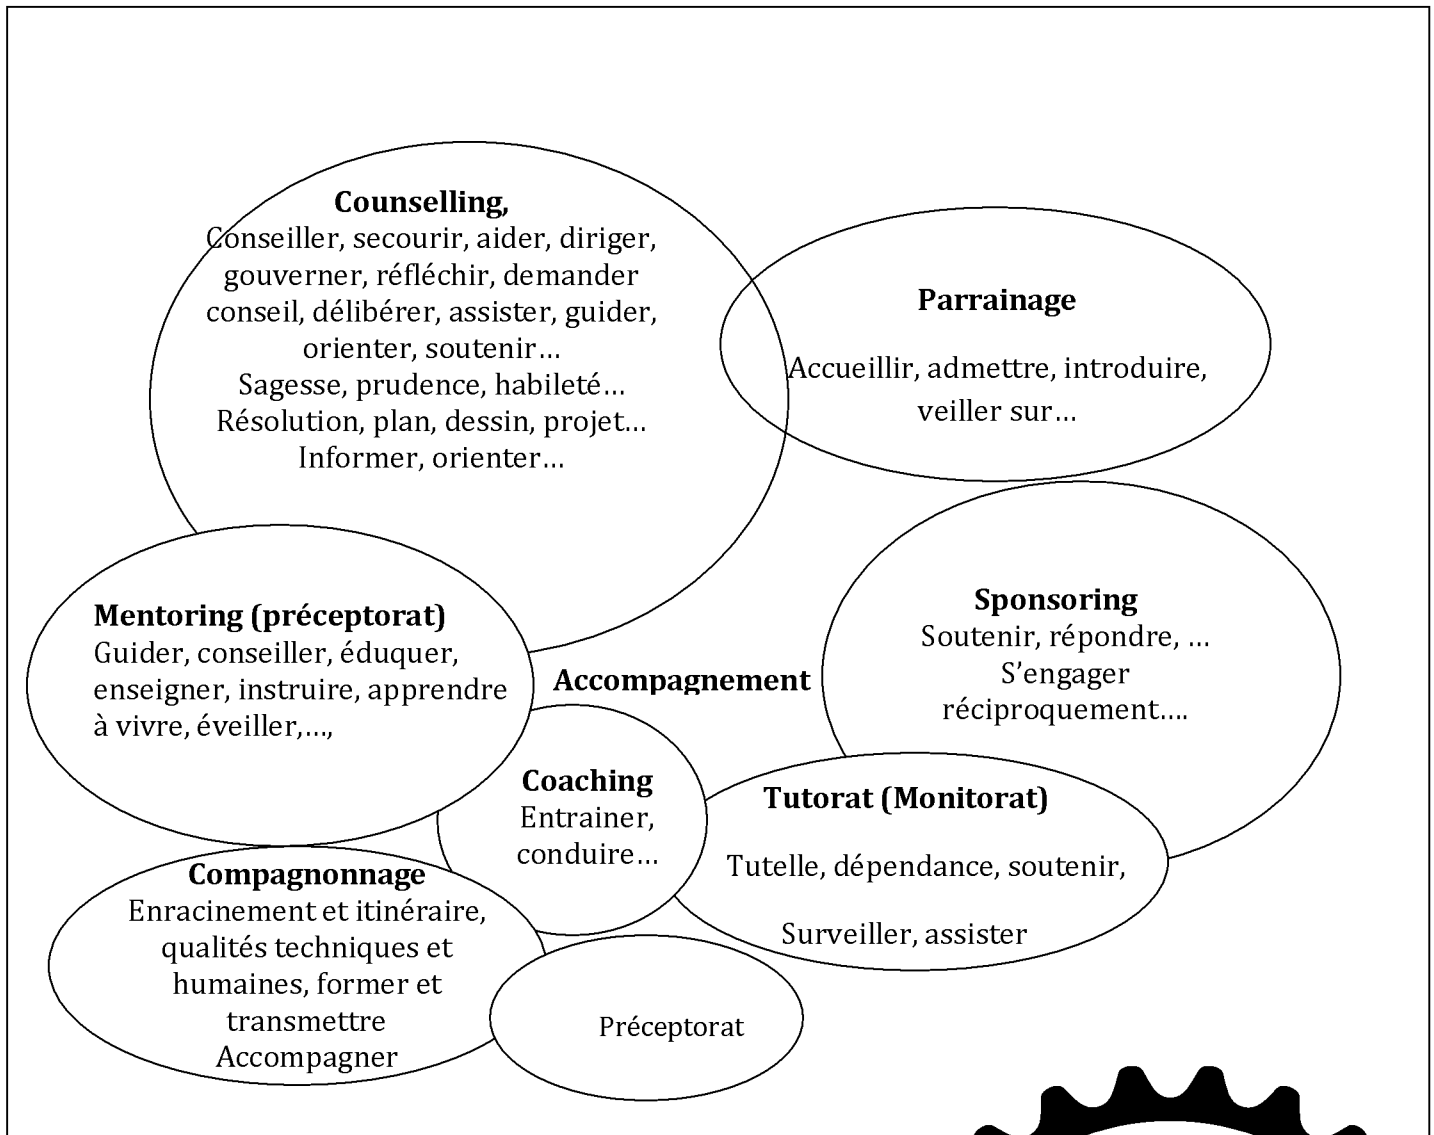 Counselling,
Conseiller, secourir, aider, diriger,
gouverner, réfléchir, demander
conseil, délibérer, assister, guider,
orienter, soutenir…
Sagesse, prudence, habileté…
Résolution, plan, dessin, projet…
Informer, orienter…
Parrainage
Accueillir, admettre, introduire,
veiller sur…
Mentoring (préceptorat)
Guider, conseiller, éduquer,
enseigner, instruire, apprendre
à vivre, éveiller,…,
Sponsoring
Soutenir, répondre, …
S’engager
réciproquement….
Accompagnement
Coaching
Entrainer,
conduire…
Tutorat (Monitorat)
Tutelle, dépendance, soutenir,
Surveiller, assister
Compagnonnage
Enracinement et itinéraire,
qualités techniques et
humaines, former et
transmettre
Accompagner
Préceptorat